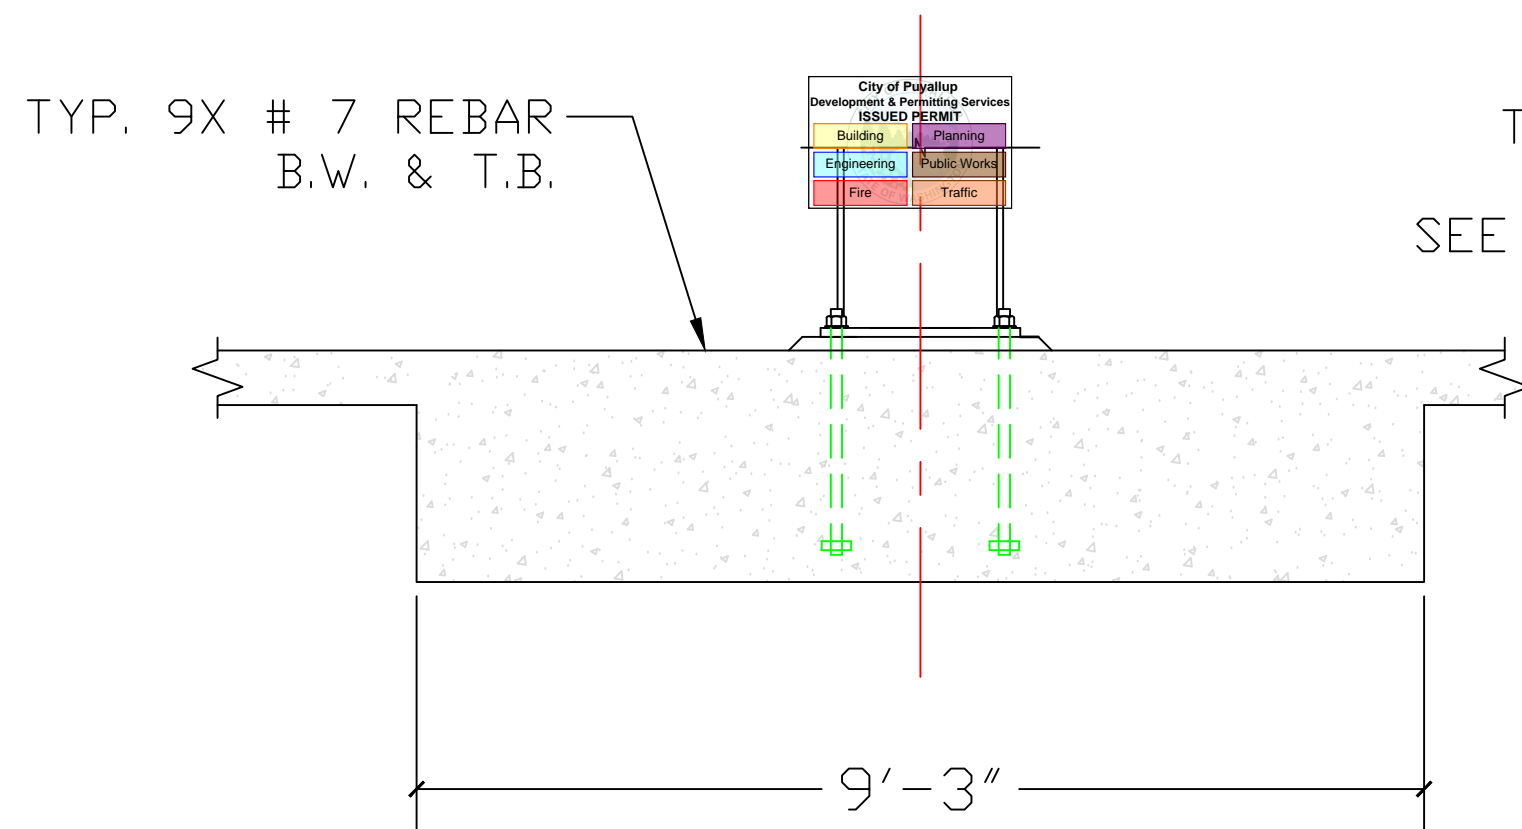 TYP. 9X # 7 REBAR
B.W. & T.B.
City of Puyallup
Development & Permitting Services
ISSUED PERMIT
Building Planning
Engineering Public Works
Fire Traffic
T
SEE
9'-3"